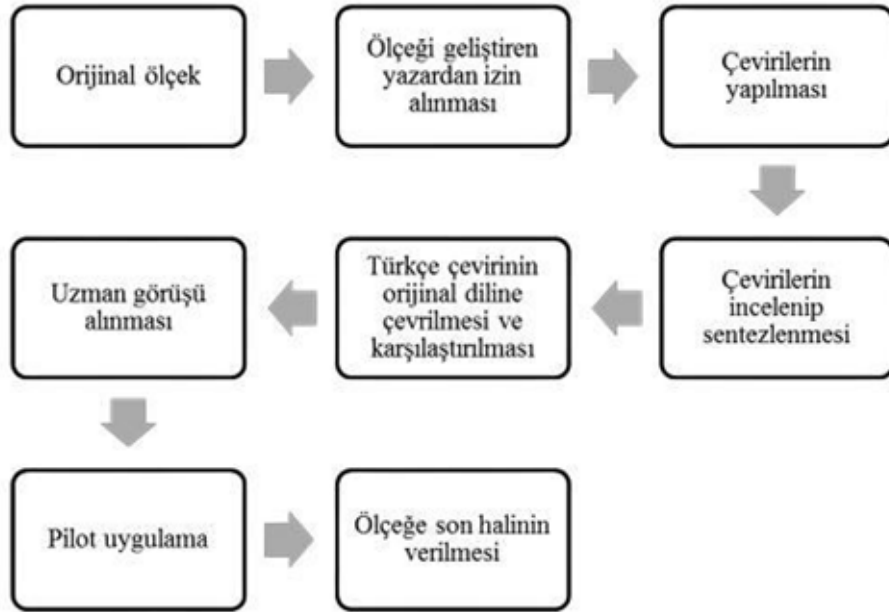 Orijinal ölçek
Ölçeği geliştiren
yazardan izin
alınması
Çevirilerin
yapılması
Çevirilerin
incelenip
sentezlenmesi
Türkçe çevirinin
orijinal diline
çevrilmesi ve
karşılaştırılması
Uzman görüşü
alınması
Pilot uygulama
Ölçeğe son halinin
verilmesi